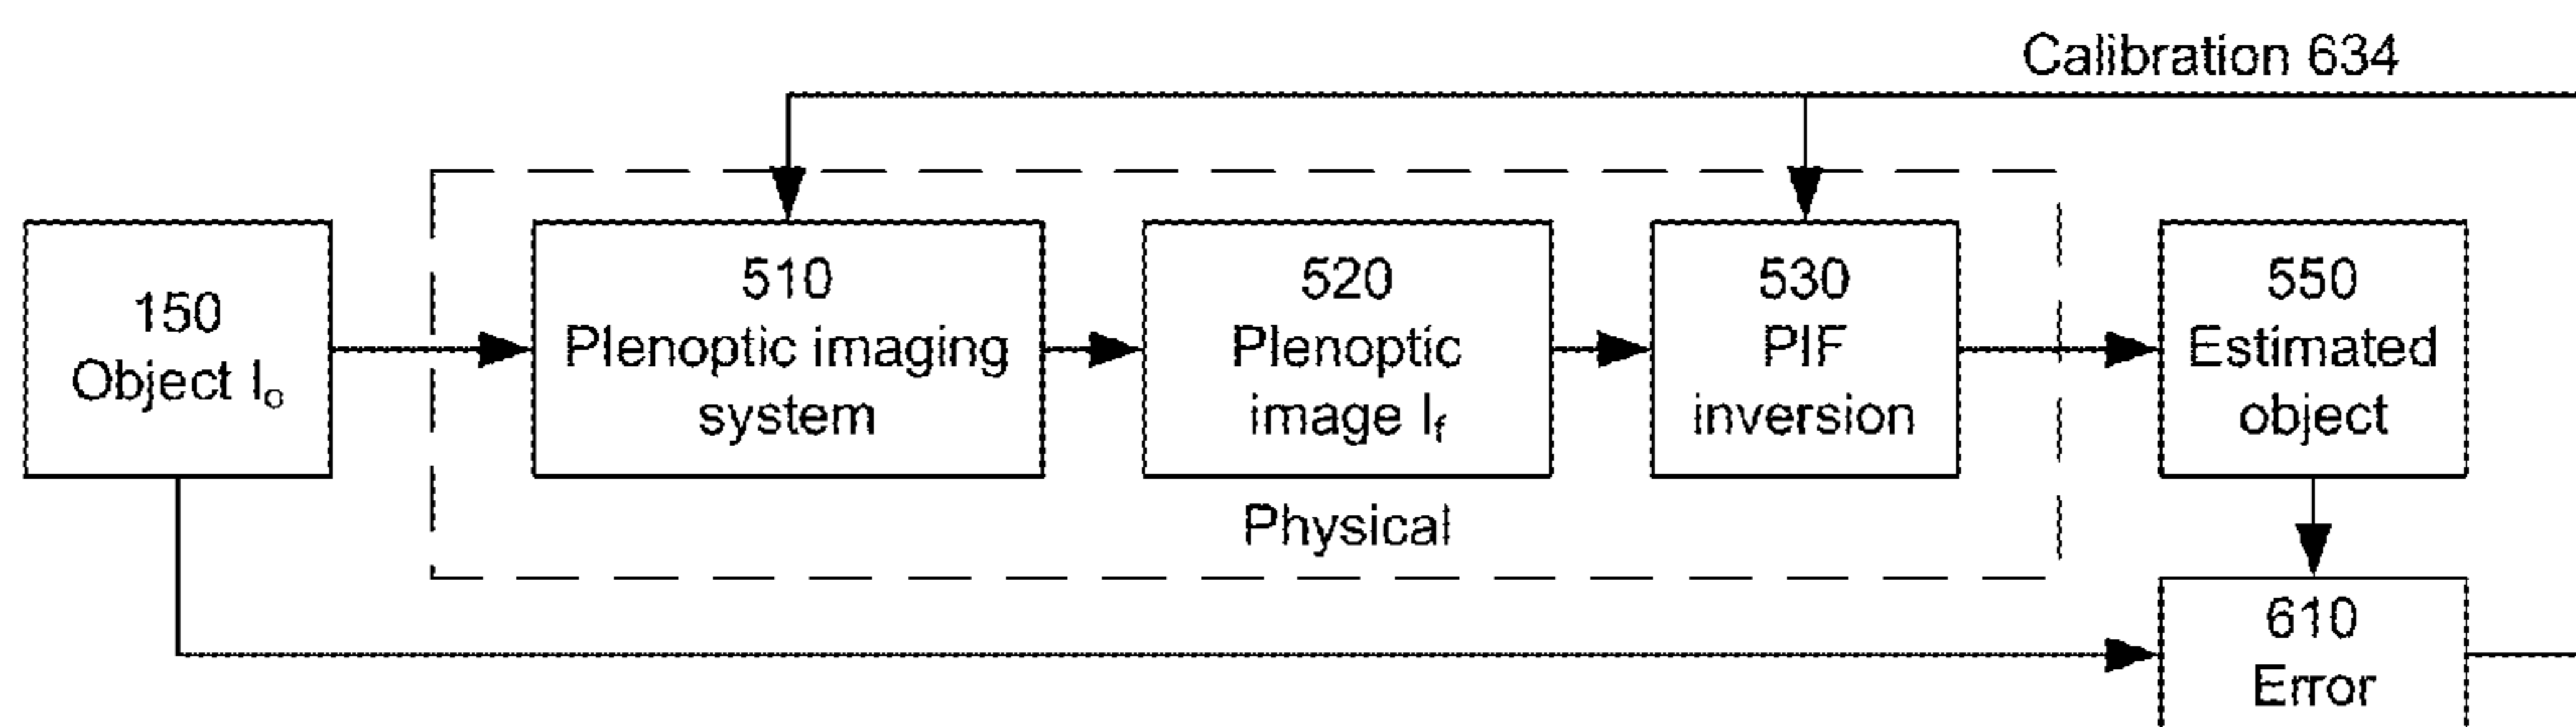 Calibration 634
150
Object Iₒ
510
Plenoptic imaging
system
520
Plenoptic
image I_f
530
PIF
inversion
550
Estimated
object
Physical
610
Error